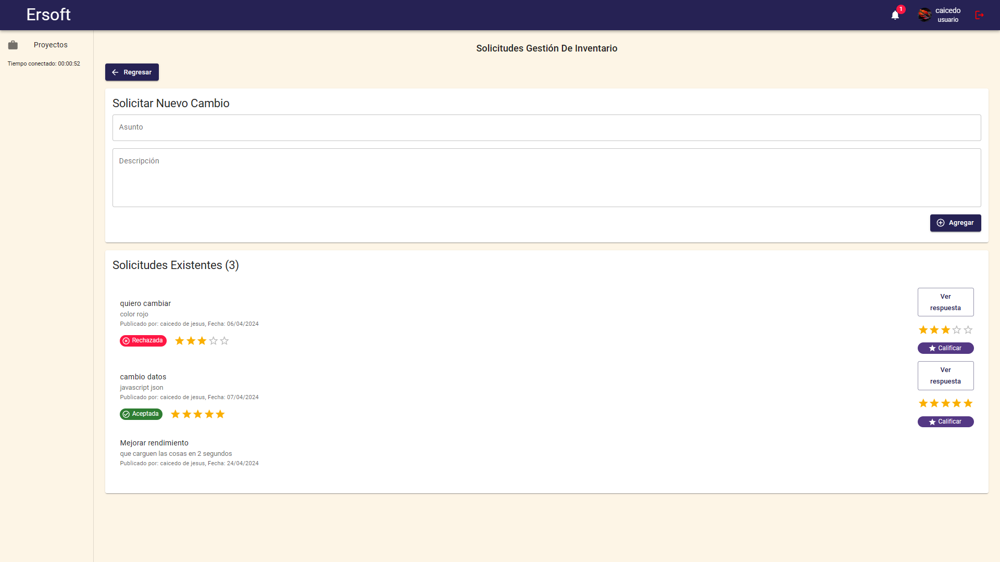 Ersoft
1
caicedo
usuario
Proyectos
Tiempo conectado: 00:00:52
Solicitudes Gestión De Inventario
Regresar
Solicitar Nuevo Cambio
Asunto
Descripción
Agregar
Solicitudes Existentes (3)
quiero cambiar
color rojo
Publicado por: caicedo de jesus, Fecha: 06/04/2024
Rechazada
Ver
respuesta
Calificar
cambio datos
javascript json
Publicado por: caicedo de jesus, Fecha: 07/04/2024
Aceptada
Ver
respuesta
Calificar
Mejorar rendimiento
que carguen las cosas en 2 segundos
Publicado por: caicedo de jesus, Fecha: 24/04/2024